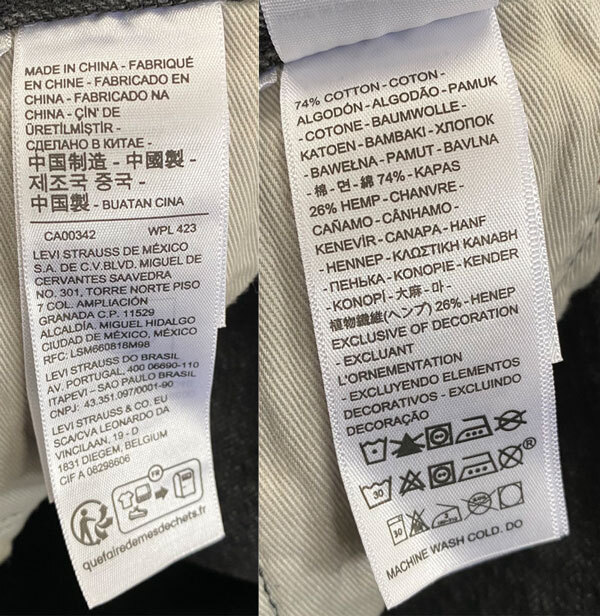 MADE IN CHINA - FABRIQUÉ
EN CHINE - FABRICADO EN
CHINA - FABRICADO NA
CHINA - ÇİN' DE
ÜRETİLMİŞTİR -
СДЕЛАНО В КИТАЕ -
中国制造 - 中國製 -
제조국 중국 -
中国製 - BUATAN CINA
CA00342 WPL 423
LEVI STRAUSS DE MÉXICO
S.A. DE C.V.BLVD. MIGUEL DE
CERVANTES SAAVEDRA
NO. 301, TORRE NORTE PISO
7 COL. AMPLIACIÓN
GRANADA C.P. 11529
ALCALDÍA. MIGUEL HIDALGO
CIUDAD DE MÉXICO, MÉXICO
RFC: LSM660818M98
LEVI STRAUSS DO BRASIL
AV. PORTUGAL, 400 06690-110
ITAPEVI - SAO PAULO BRASIL
CNPJ: 43.351.097/0001-90
LEVI STRAUSS & CO. EU
SCA/CVA LEONARDO DA
VINCILAAN, 19 - D
1831 DIEGEM, BELGIUM
CIF A 08298606
FR
quefairedemesdechets.fr
74% COTTON - COTON -
ALGODÓN - ALGODÃO - PAMUK
- COTONE - BAUMWOLLE -
KATOEN - BAMBAKI - ХЛОПОК
- BAWEŁNA - PAMUT - BAVLNA
- 棉 - 면 - 綿 74% - KAPAS
26% HEMP - CHANVRE -
CAÑAMO - CÂNHAMO -
KENEVİR - CANAPA - HANF
- HENNEP - ΚΛΩΣΤΙΚΗ KANABH
- ПЕНЬКА - KONOPIE - KENDER
- KONOPÍ - 大麻 - 마 -
植物繊維(ヘンプ) 26% - HENEP
EXCLUSIVE OF DECORATION
- EXCLUANT
L'ORNEMENTATION
- EXCLUYENDO ELEMENTOS
DECORATIVOS - EXCLUINDO
DECORAÇÃO
30 ®
30
MACHINE WASH COLD. DO